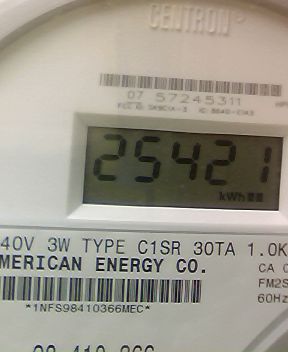 CENTRON®
07 57245311
25421
kWh
40V 3W TYPE C1SR 30TA 1.0K
MERICAN ENERGY CO.
CA 0
FM2S
60Hz
*1NFS98410366MEC*